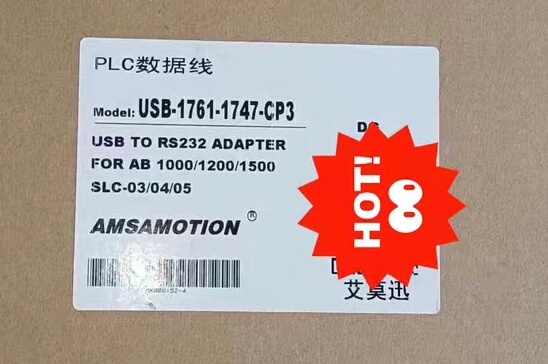 PLC数据线
Model: USB-1761-1747-CP3
USB TO RS232 ADAPTER
FOR AB 1000/1200/1500
SLC-03/04/05
AMSAMOTION®
HOT!
艾莫迅